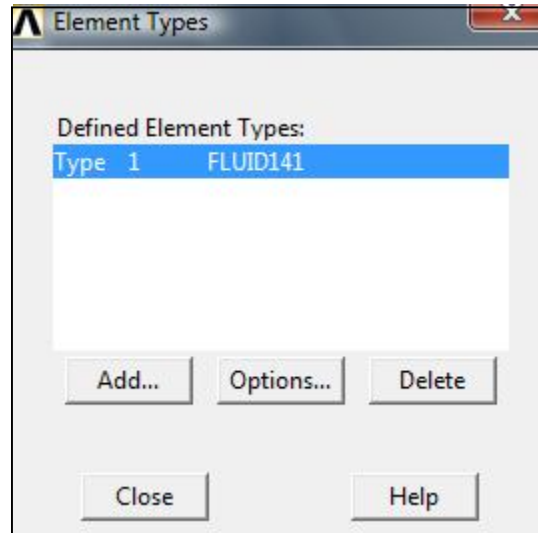 Element Types
Defined Element Types:
Type 1 FLUID141
Add... Options... Delete
Close Help